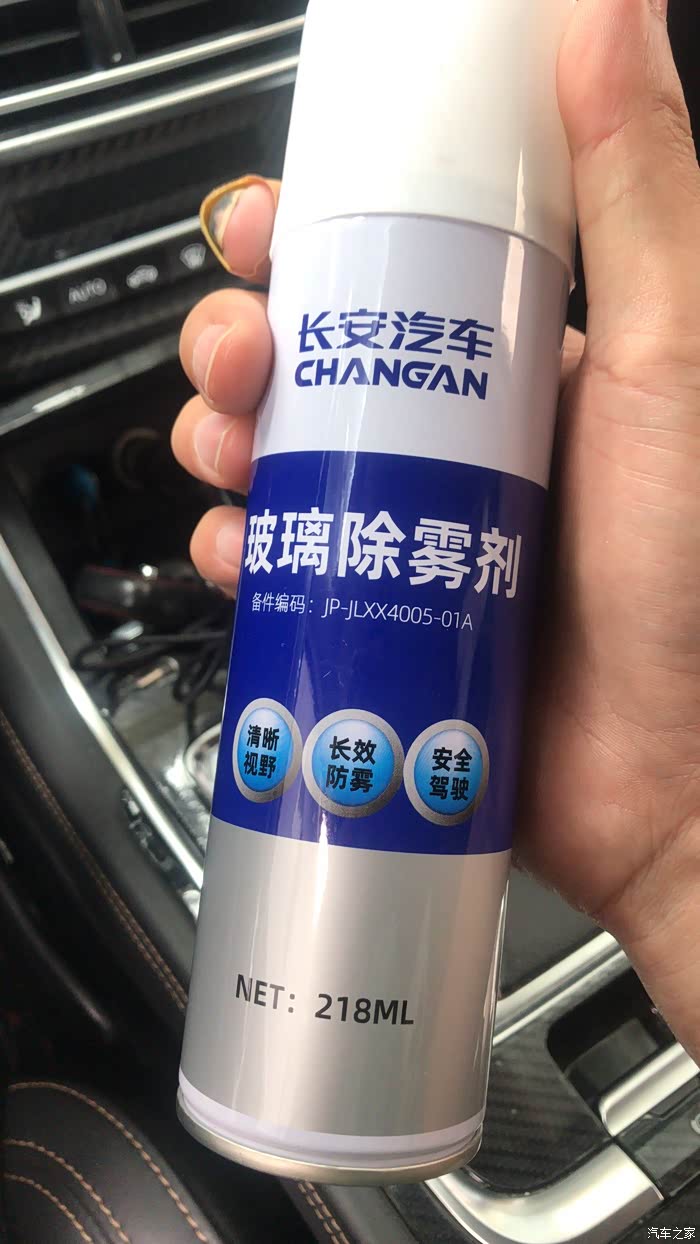 AUTO
长安汽车
CHANGAN
玻璃除雾剂
备件编码：JP-JLXX4005-01A
清晰
视野
长效
防雾
安全
驾驶
NET：218ML
汽车之家